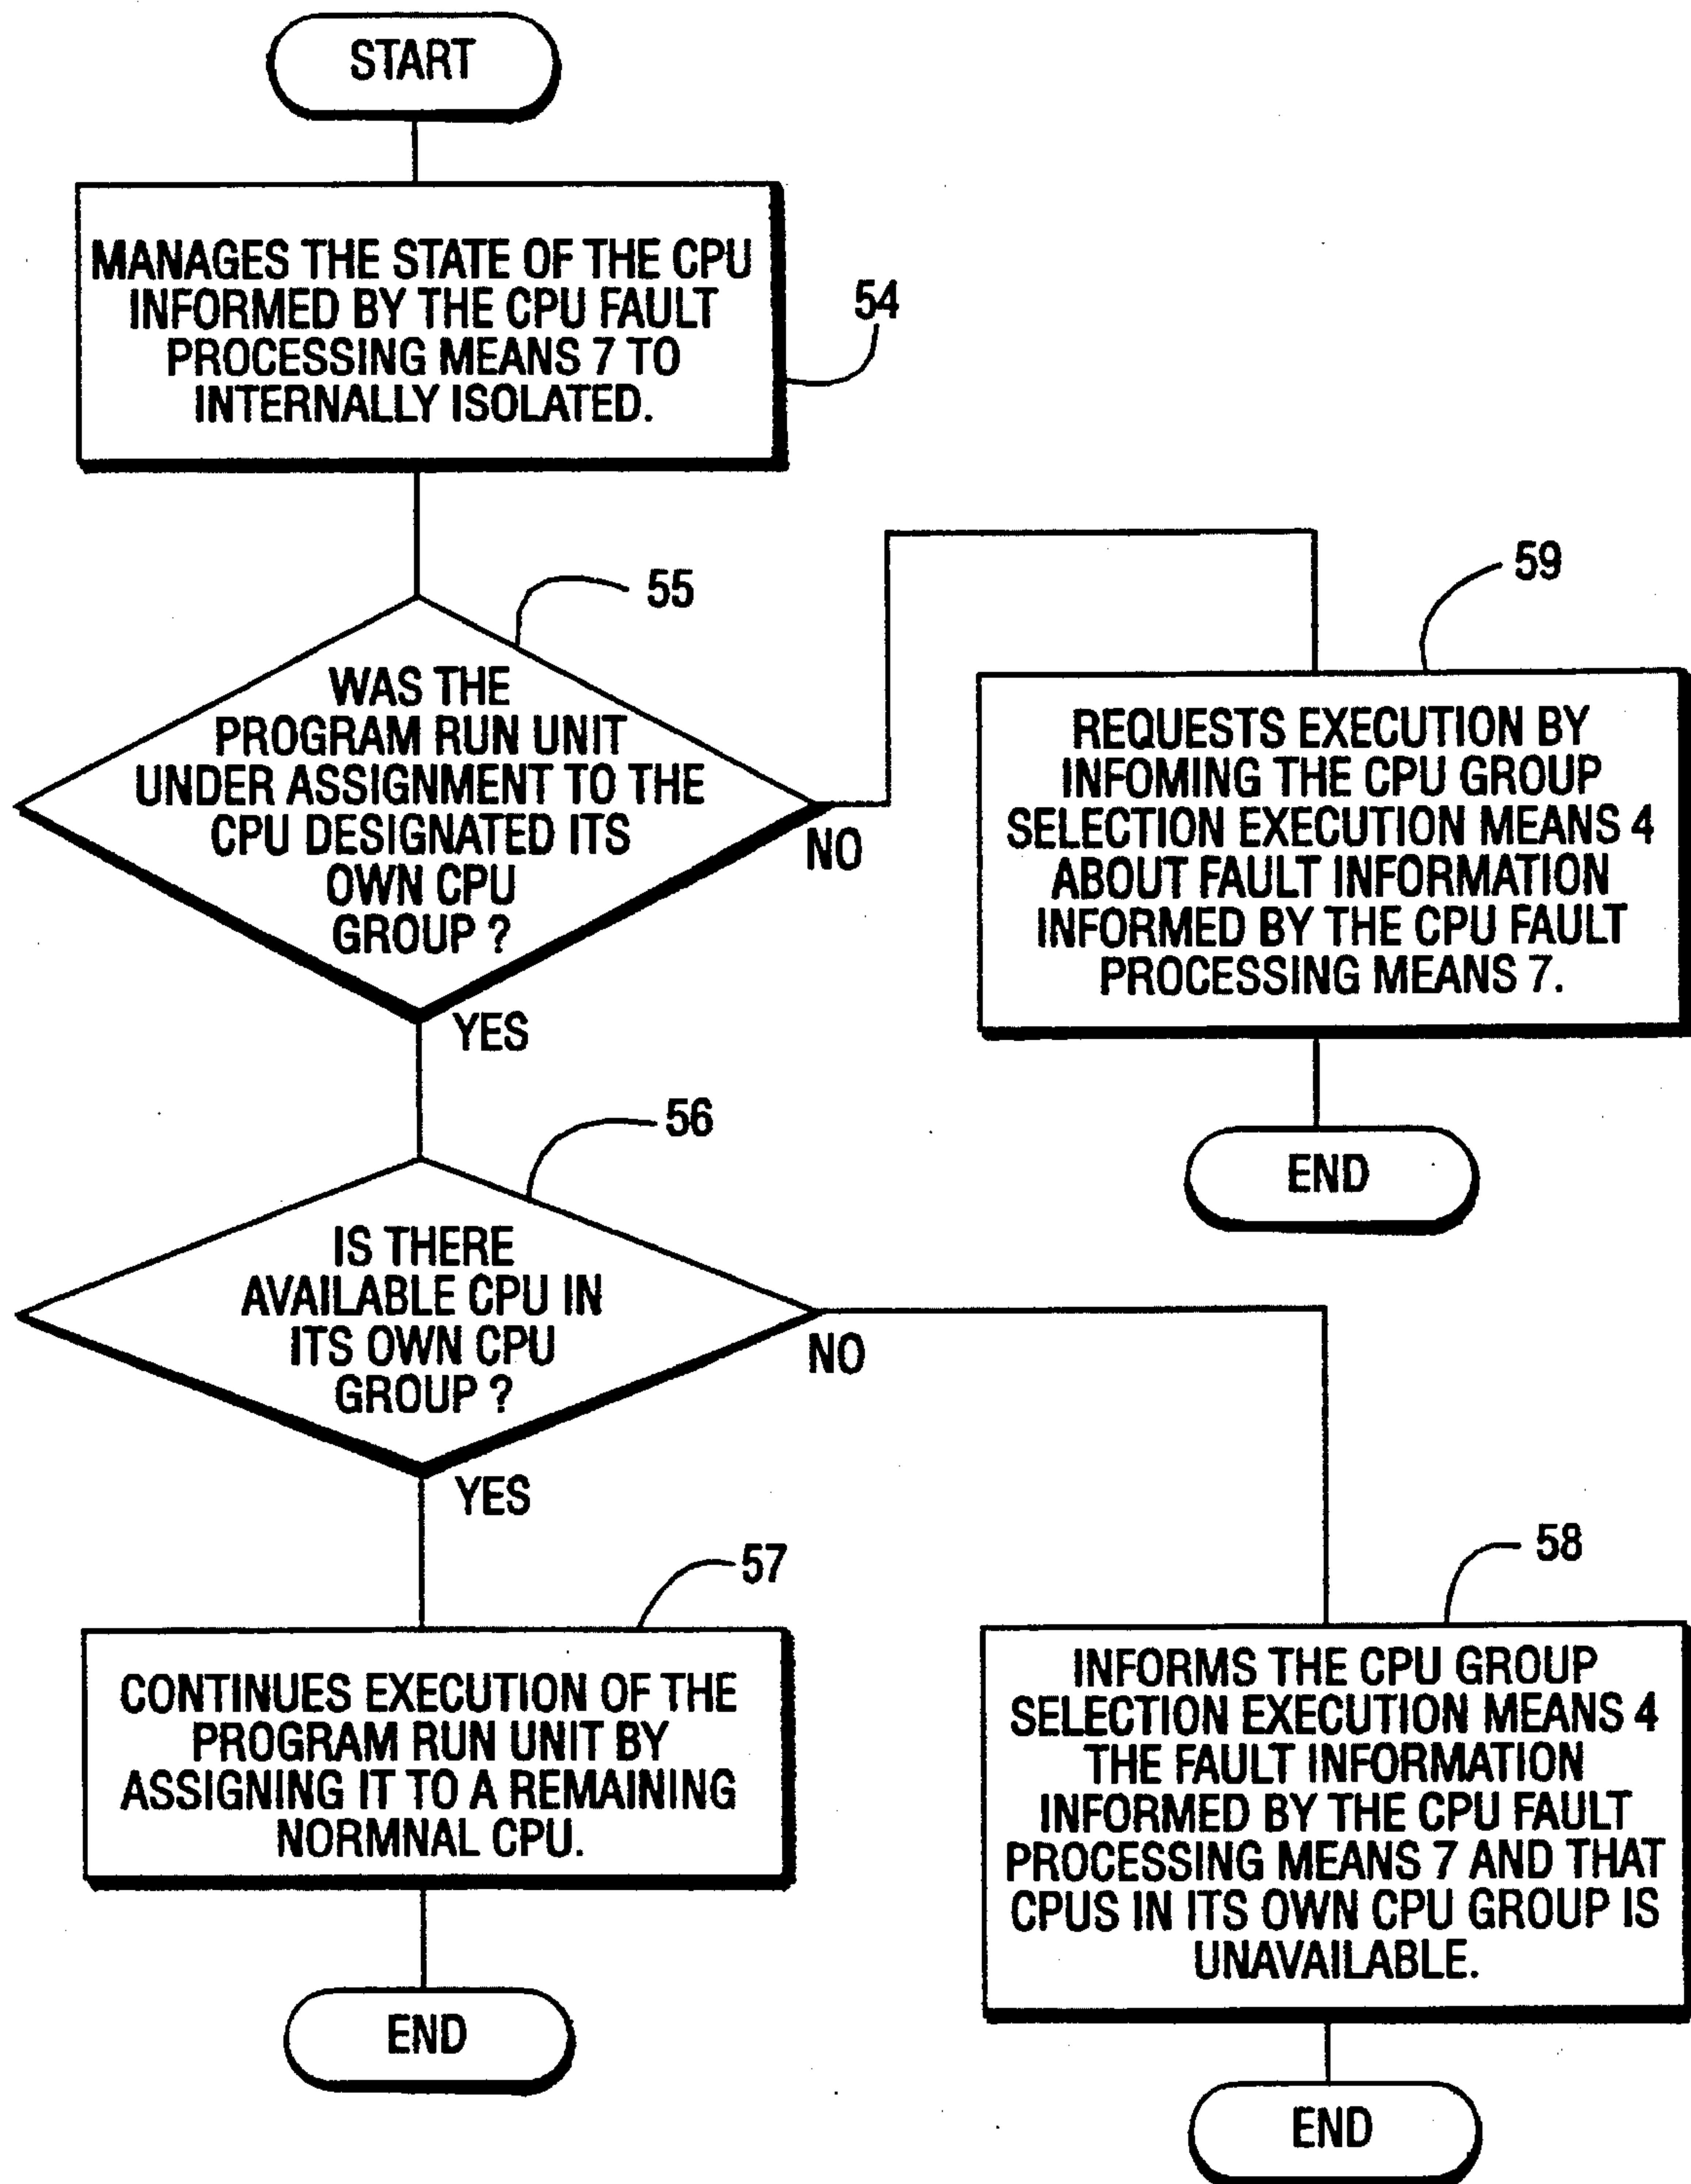 START
MANAGES THE STATE OF THE CPU
INFORMED BY THE CPU FAULT
PROCESSING MEANS 7 TO
INTERNALLY ISOLATED.
54
55
WAS THE
PROGRAM RUN UNIT
UNDER ASSIGNMENT TO THE
CPU DESIGNATED ITS
OWN CPU
GROUP ?
NO
YES
59
REQUESTS EXECUTION BY
INFOMING THE CPU GROUP
SELECTION EXECUTION MEANS 4
ABOUT FAULT INFORMATION
INFORMED BY THE CPU FAULT
PROCESSING MEANS 7.
END
56
IS THERE
AVAILABLE CPU IN
ITS OWN CPU
GROUP ?
NO
YES
57
CONTINUES EXECUTION OF THE
PROGRAM RUN UNIT BY
ASSIGNING IT TO A REMAINING
NORMNAL CPU.
END
58
INFORMS THE CPU GROUP
SELECTION EXECUTION MEANS 4
THE FAULT INFORMATION
INFORMED BY THE CPU FAULT
PROCESSING MEANS 7 AND THAT
CPUS IN ITS OWN CPU GROUP IS
UNAVAILABLE.
END